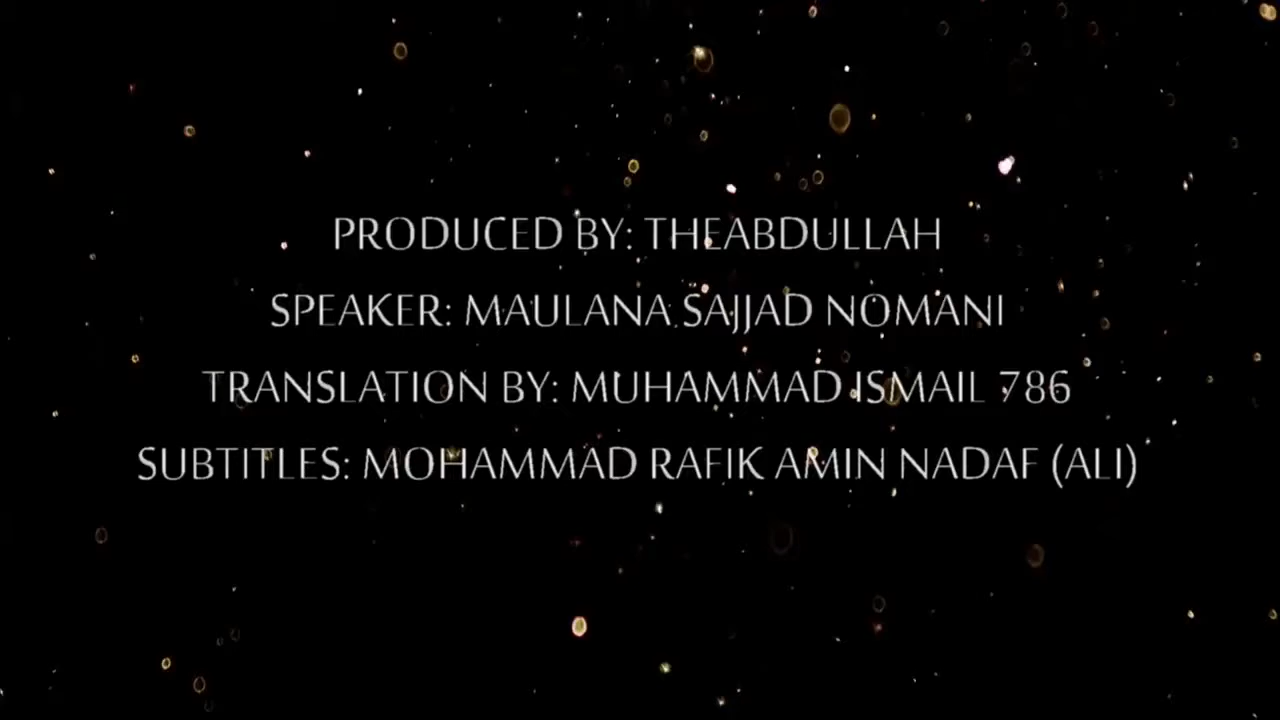 PRODUCED BY: THEABDULLAH
SPEAKER: MAULANA SAJJAD NOMANI
TRANSLATION BY: MUHAMMAD ISMAIL 786
SUBTITLES: MOHAMMAD RAFIK AMIN NADAF (ALI)